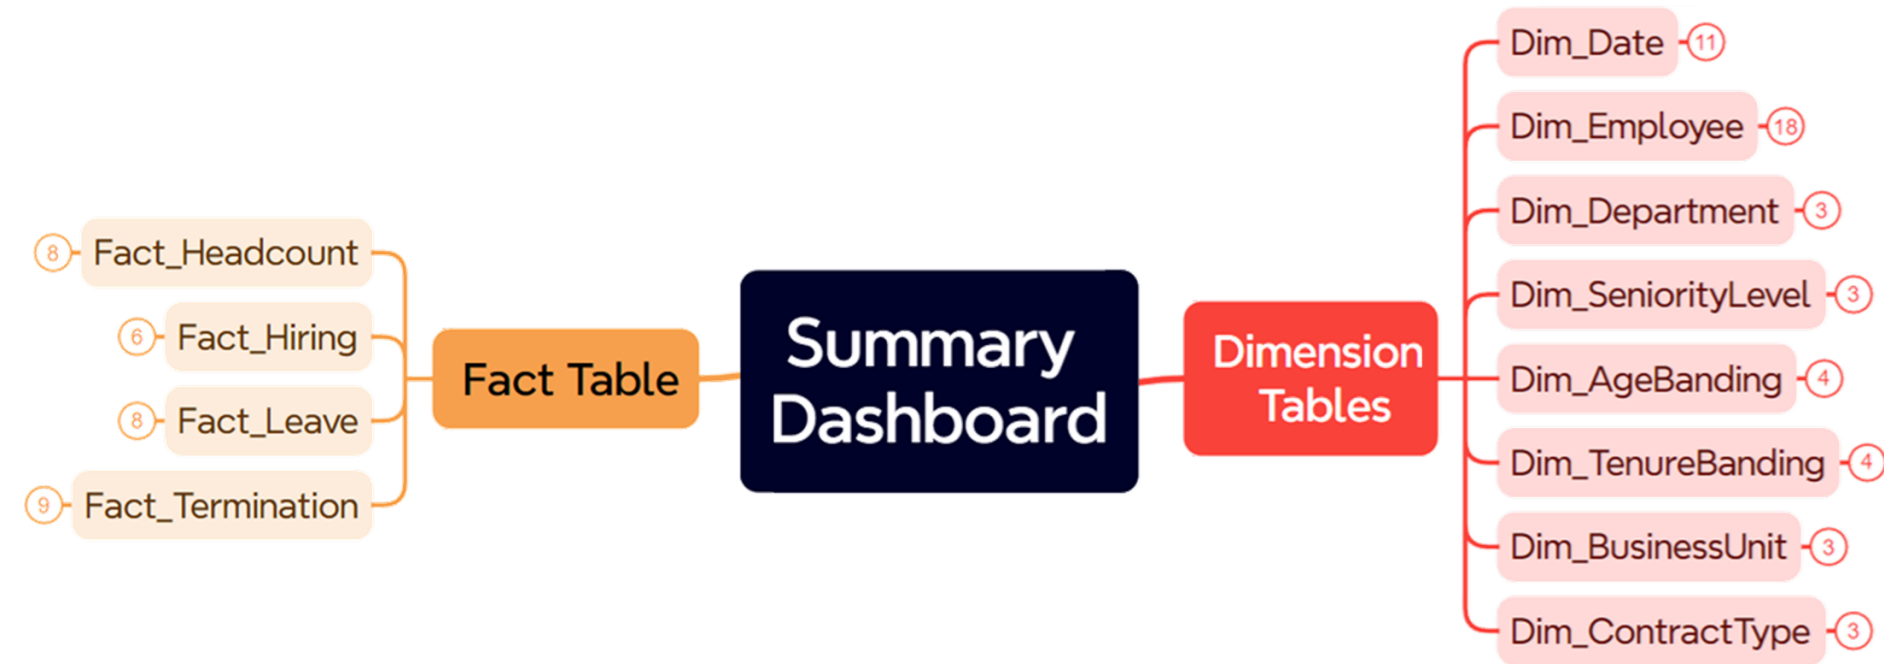 Dim_Date 11
Dim_Employee 18
Dim_Department 3
8 Fact_Headcount
Dim_SeniorityLevel 3
6 Fact_Hiring
Summary
Dashboard
Fact Table
Dimension
Tables
Dim_AgeBanding 4
8 Fact_Leave
Dim_TenureBanding 4
9 Fact_Termination
Dim_BusinessUnit 3
Dim_ContractType 3